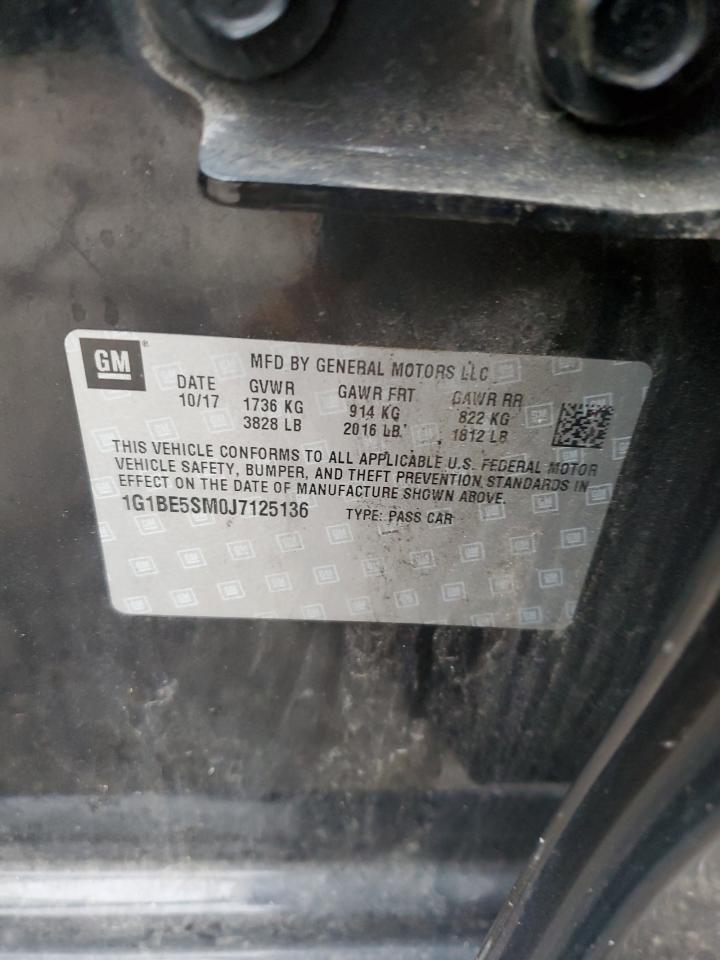 GM
MFD BY GENERAL MOTORS LLC
DATE GVWR GAWR FRT GAWR RR
10/17 1736 KG 914 KG 822 KG
3828 LB 2016 LB 1812 LB
THIS VEHICLE CONFORMS TO ALL APPLICABLE U.S. FEDERAL MOTOR
VEHICLE SAFETY, BUMPER, AND THEFT PREVENTION STANDARDS IN
EFFECT ON THE DATE OF MANUFACTURE SHOWN ABOVE.
1G1BE5SM0J7125136 TYPE: PASS CAR